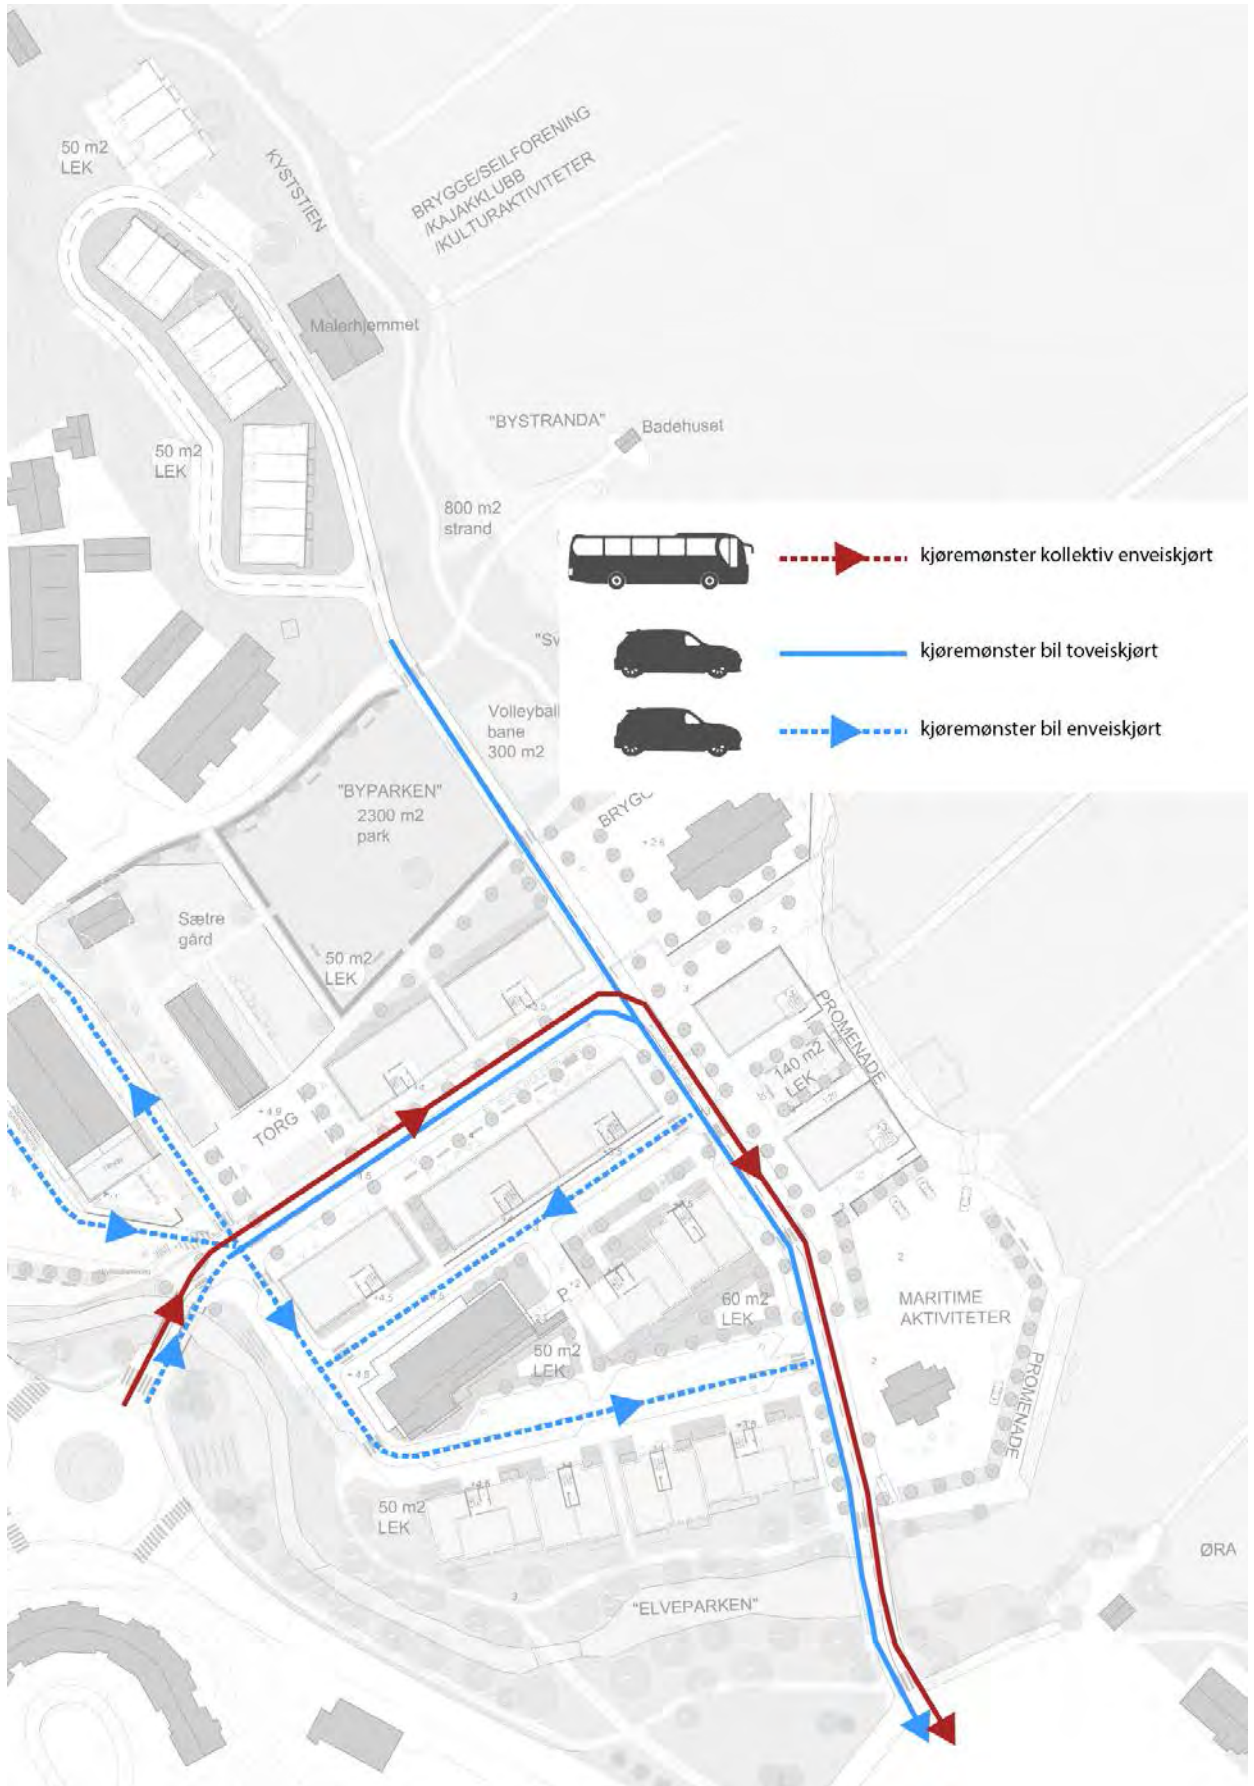 50 m2
LEK
KYSTSTIEN
BRYGGE/SEILFORENING
/KAJAKKLUBB
/KULTURAKTIVITETER
Malerhjemmet
"BYSTRANDA"
Badehuset
50 m2
LEK
800 m2
strand
kjøremønster kollektiv enveiskjørt
"Sv
kjøremønster bil toveiskjørt
Volleyball
bane
300 m2
kjøremønster bil enveiskjørt
"BYPARKEN"
2300 m2
park
Sætre
gård
50 m2
LEK
PROMENADE
140 m2
LEK
TORG
+4.9
MARITIME
AKTIVITETER
60 m2
LEK
50 m2
LEK
P
PROMENADE
50 m2
LEK
ØRA
"ELVEPARKEN"